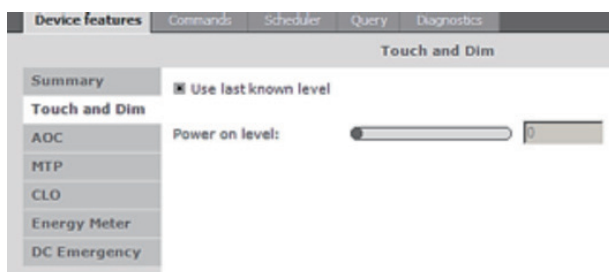 Device features Commands Scheduler Query Diagnostics
Touch and Dim
Summary
Touch and Dim
AOC
MTP
CLO
Energy Meter
DC Emergency
Use last known level
Power on level: 0